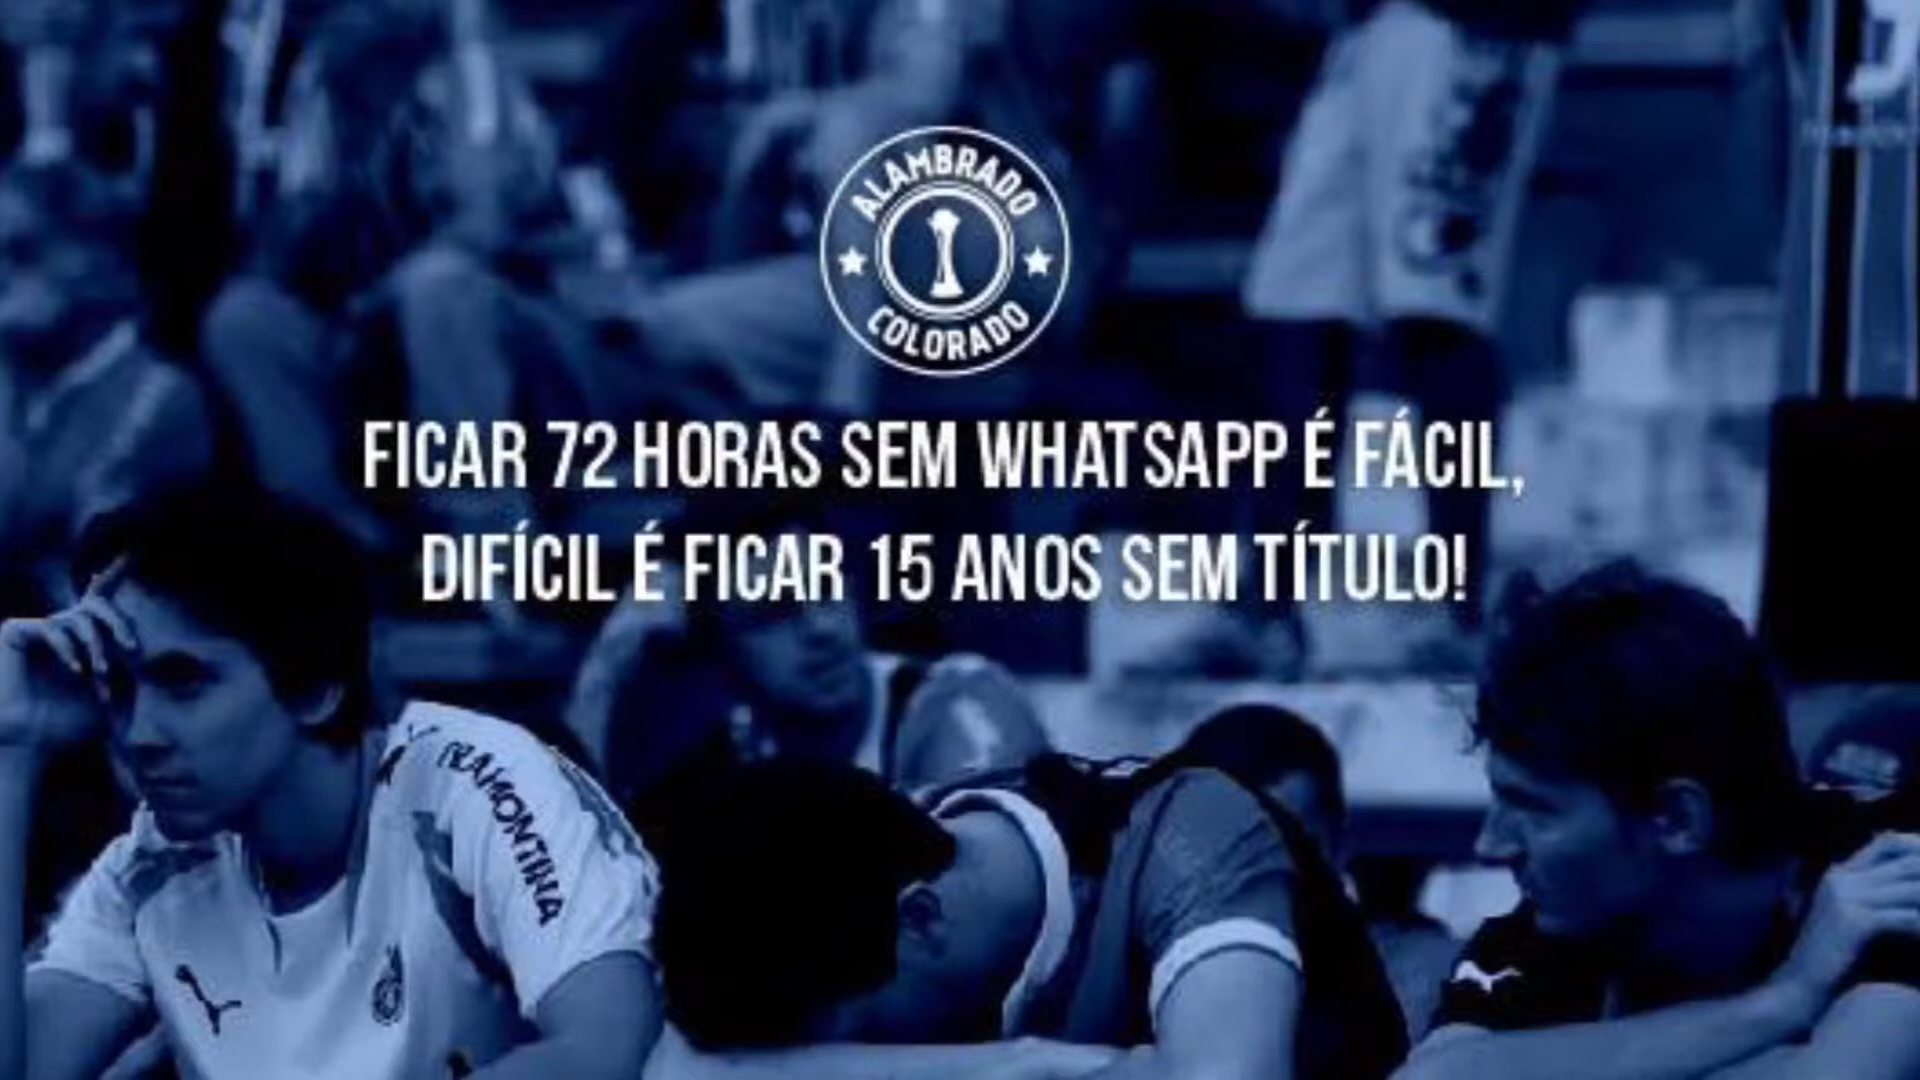 ALAMBRADO
COLORADO
FICAR 72 HORAS SEM WHATSAPP É FÁCIL,
DIFÍCIL É FICAR 15 ANOS SEM TÍTULO!
TRAMONTINA